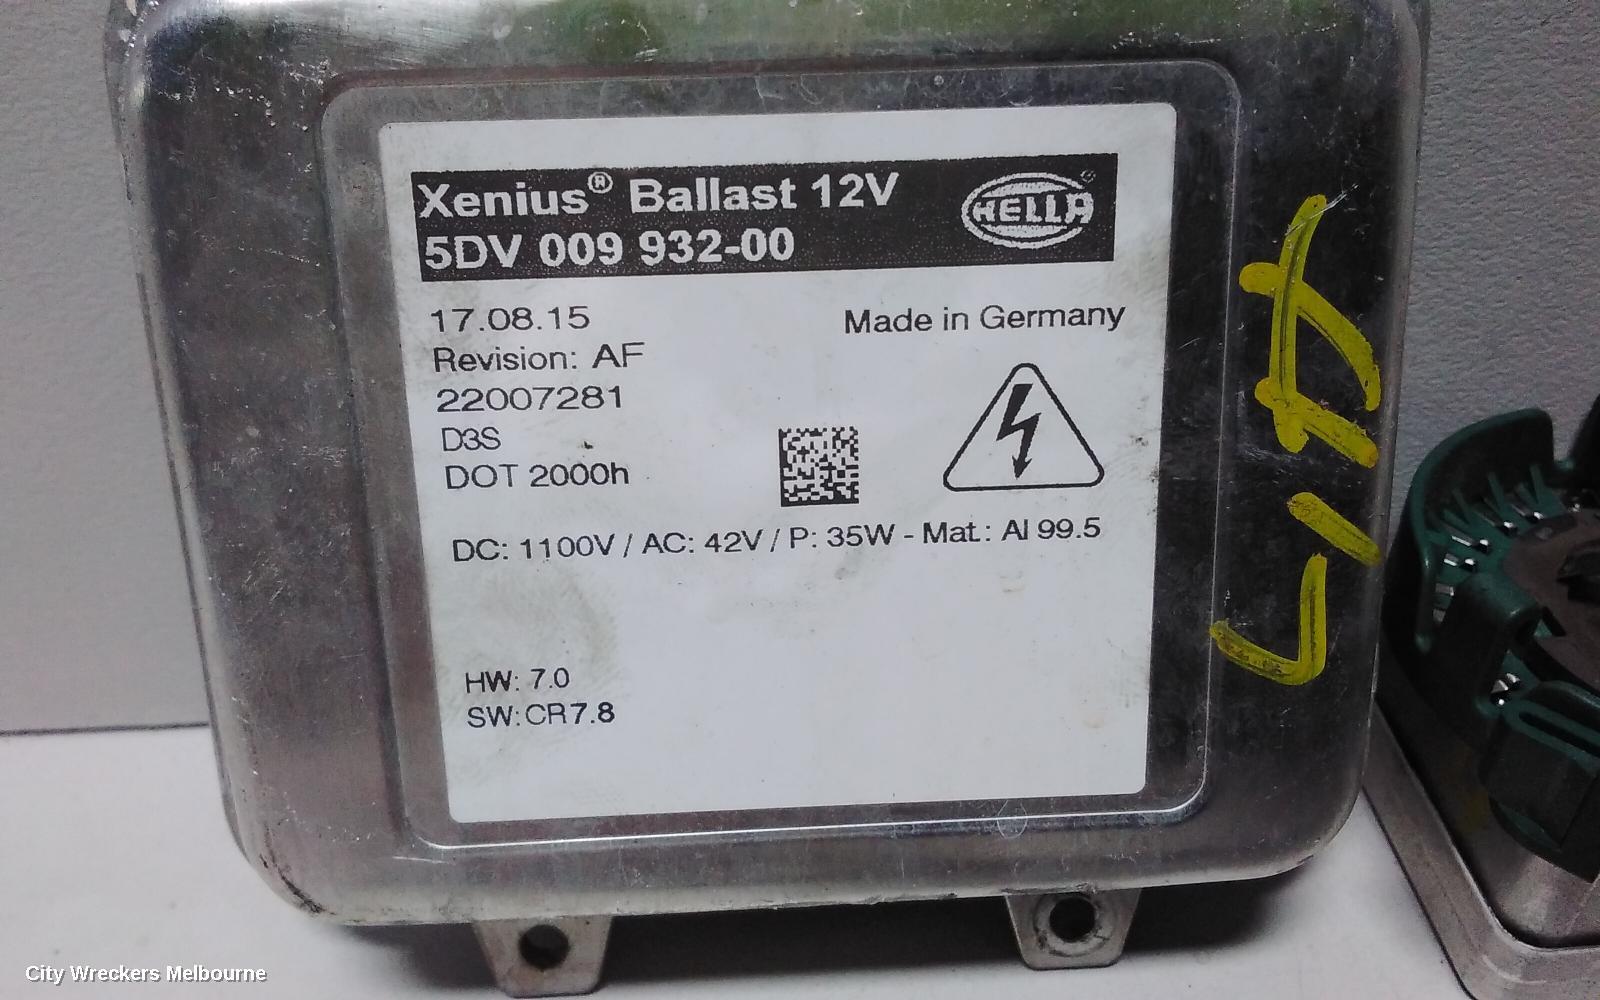 Xenius® Ballast 12V
5DV 009 932-00
HELLA
17.08.15
Made in Germany
Revision: AF
22007281
D3S
DOT 2000h
DC: 1100V / AC: 42V / P: 35W - Mat.: Al 99.5
HW: 7.0
SW:CR7.8
City Wreckers Melbourne